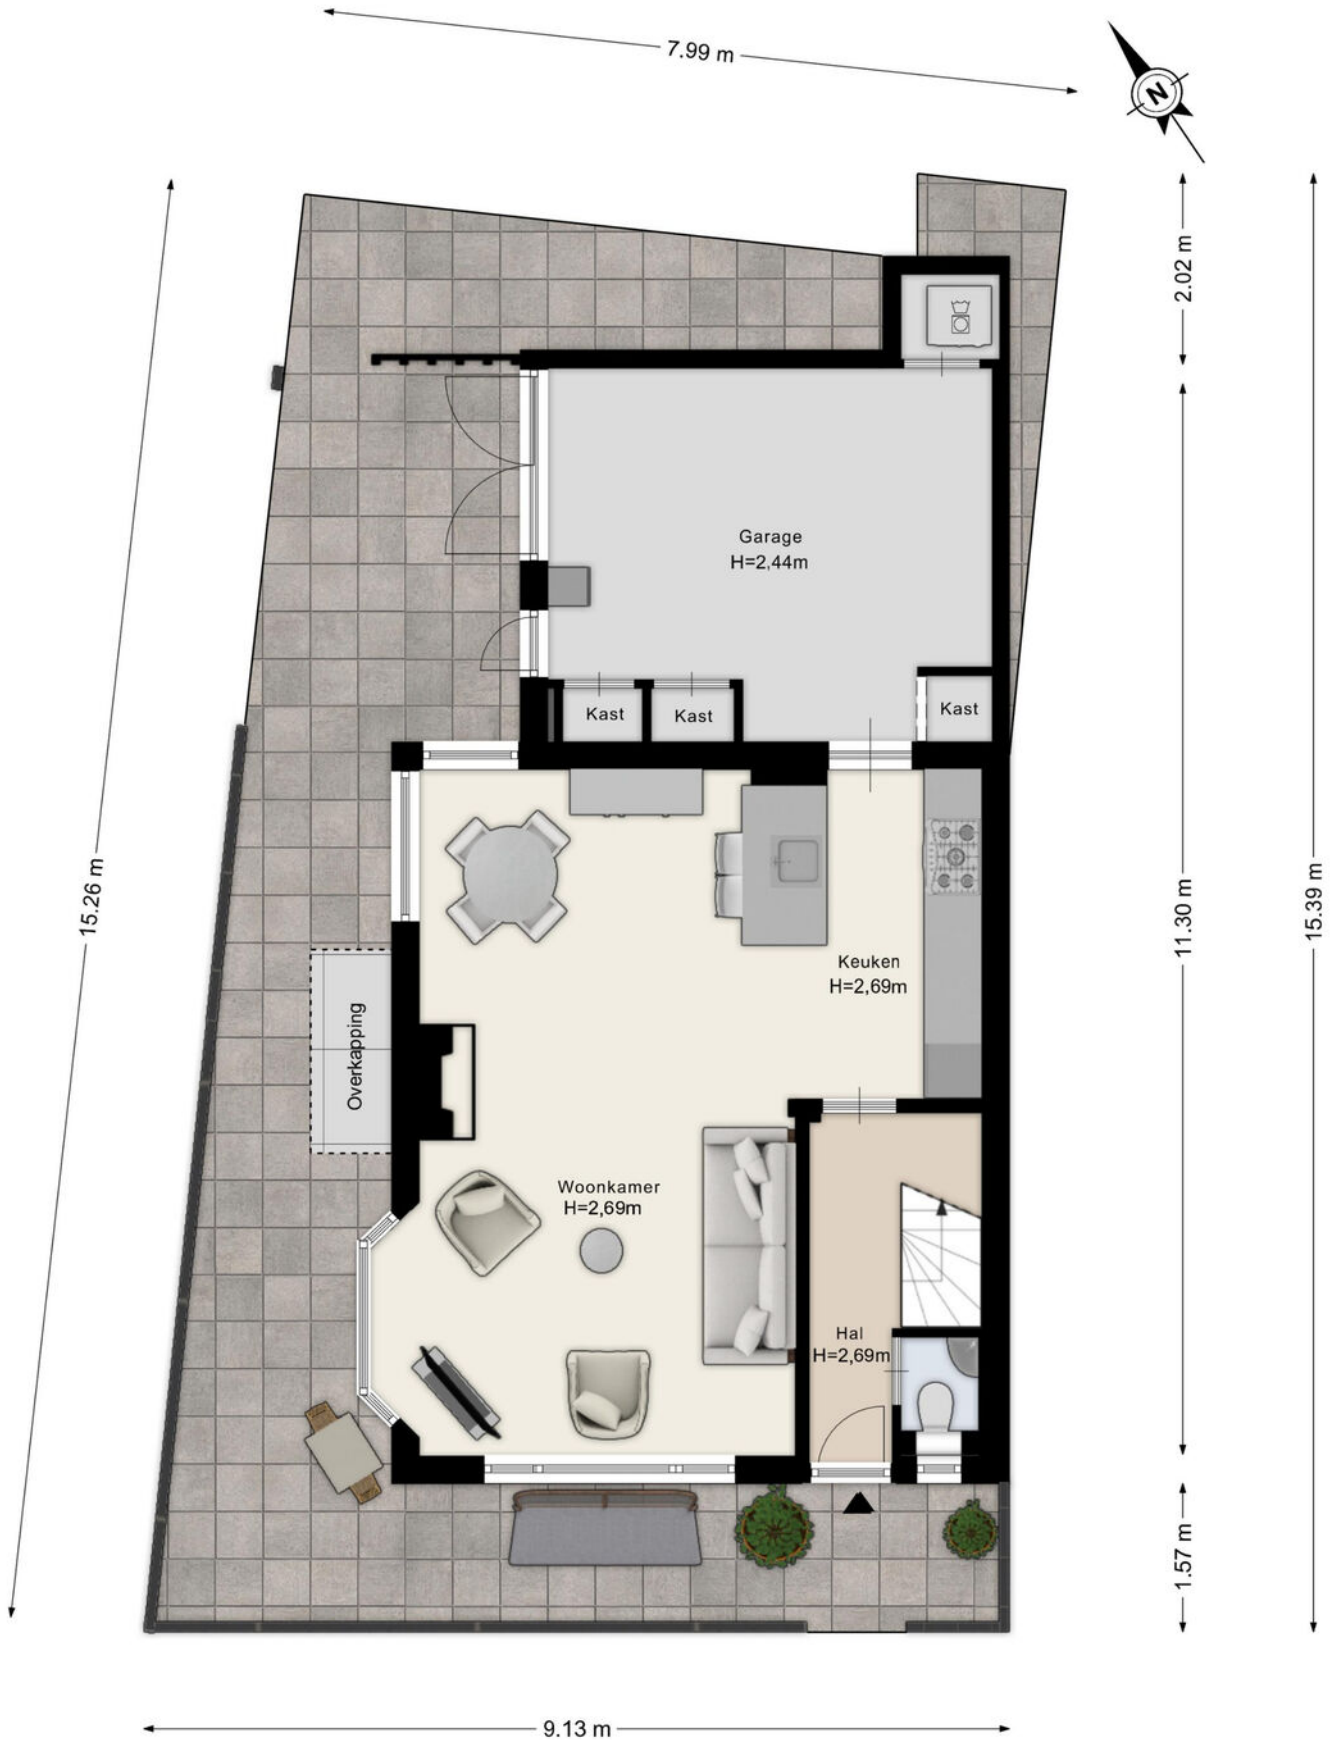 7.99 m
N
2.02 m
Garage
H=2,44m
Kast
Kast
Kast
15.26 m
11.30 m
15.39 m
Keuken
H=2,69m
Overkapping
Woonkamer
H=2,69m
Hal
H=2,69m
1.57 m
9.13 m